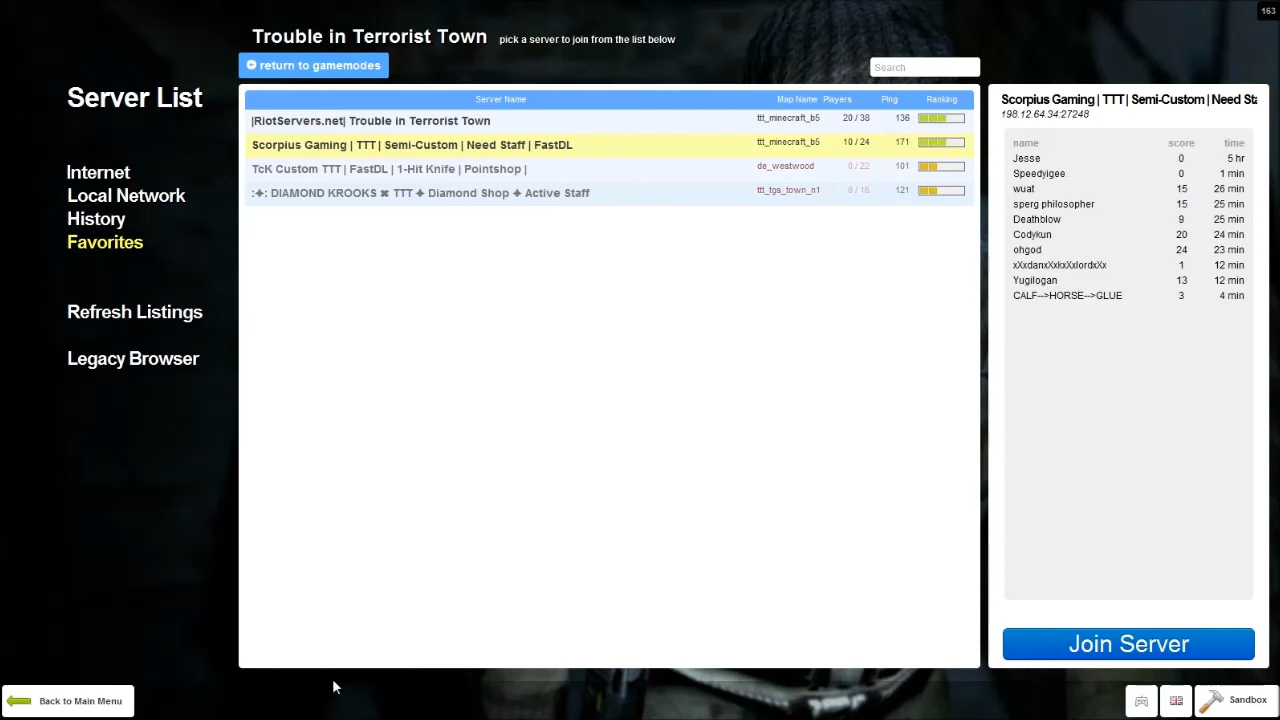 163
Trouble in Terrorist Town pick a server to join from the list below
return to gamemodes
Search
Server List
Internet
Local Network
History
Favorites
Refresh Listings
Legacy Browser
Server Name Map Name Players Ping Ranking
|RiotServers.net| Trouble in Terrorist Town ttt_minecraft_b5 20 / 38 136
Scorpius Gaming | TTT | Semi-Custom | Need Staff | FastDL ttt_minecraft_b5 10 / 24 171
TcK Custom TTT | FastDL | 1-Hit Knife | Pointshop | de_westwood 0 / 22 101
:✦: DIAMOND KROOKS ✖ TTT ✦ Diamond Shop ✦ Active Staff ttt_tgs_town_n1 0 / 16 121
Scorpius Gaming | TTT | Semi-Custom | Need Sta
198.12.64.34:27248
name score time
Jesse 0 5 hr
Speedyigee 0 1 min
wuat 15 26 min
sperg philosopher 15 25 min
Deathblow 9 25 min
Codykun 20 24 min
ohgod 24 23 min
xXxdanxXxkxXxlordxXx 1 12 min
Yugilogan 13 12 min
CALF-->HORSE-->GLUE 3 4 min
Join Server
Back to Main Menu
Sandbox